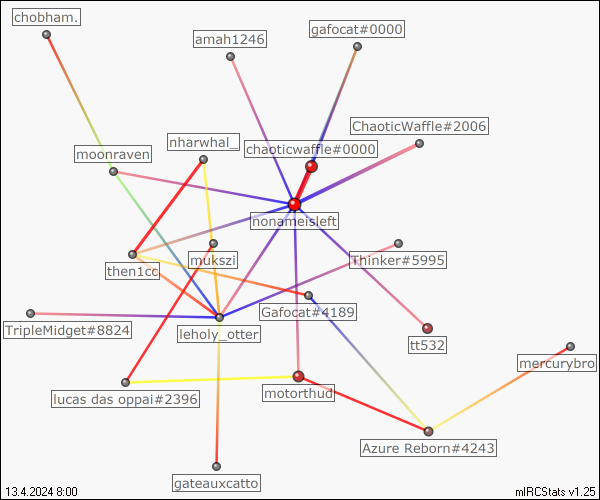 chobham.
gafocat#0000
amah1246
ChaoticWaffle#2006
nharwhal_
chaoticwaffle#0000
moonraven
nonameisleft
mukszi
Thinker#5995
then1cc
Gafocat#4189
TripleMidget#8824
leholy_otter
tt532
mercurybro
motorthud
lucas das oppai#2396
Azure Reborn#4243
gateauxcatto
13.4.2024 8:00
mIRCStats v1.25